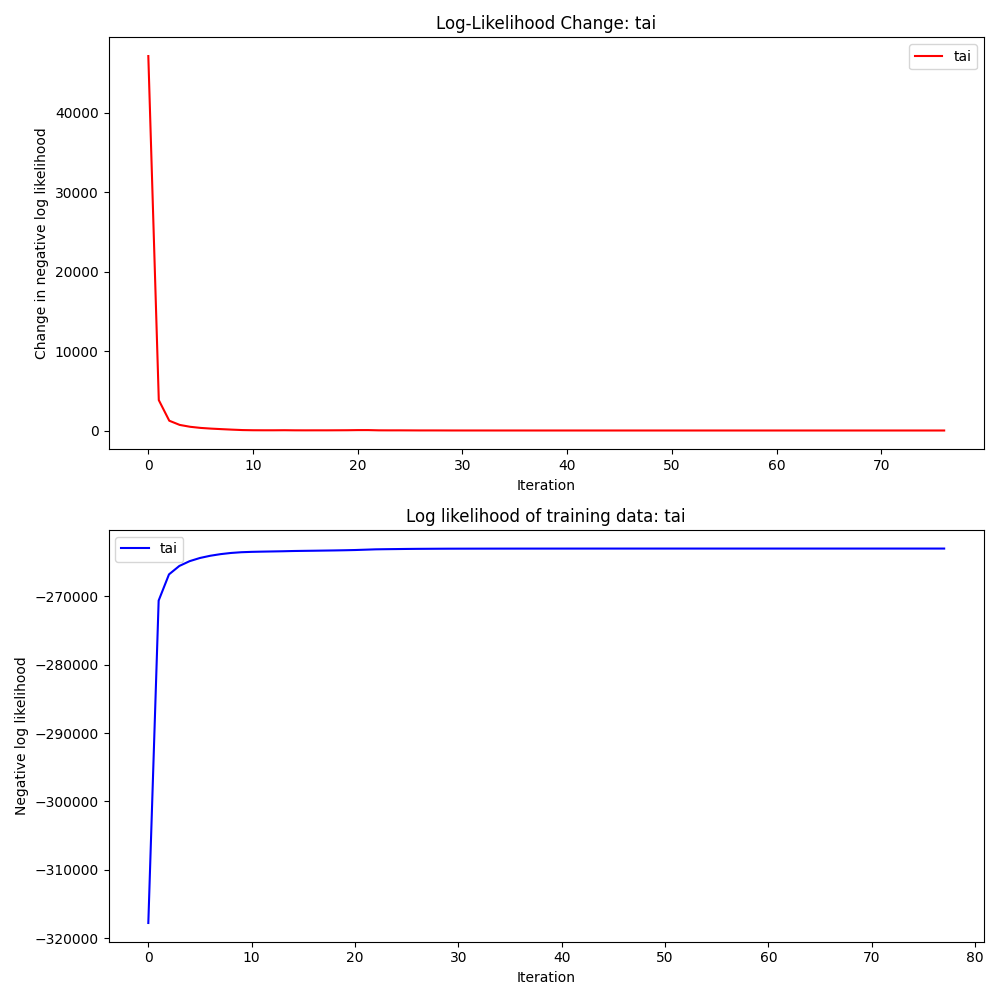 Log-Likelihood Change: tai
tai
Change in negative log likelihood
40000
30000
20000
10000
0
0 10 20 30 40 50 60 70
Iteration
Log likelihood of training data: tai
tai
Negative log likelihood
−270000
−280000
−290000
−300000
−310000
−320000
0 10 20 30 40 50 60 70 80
Iteration